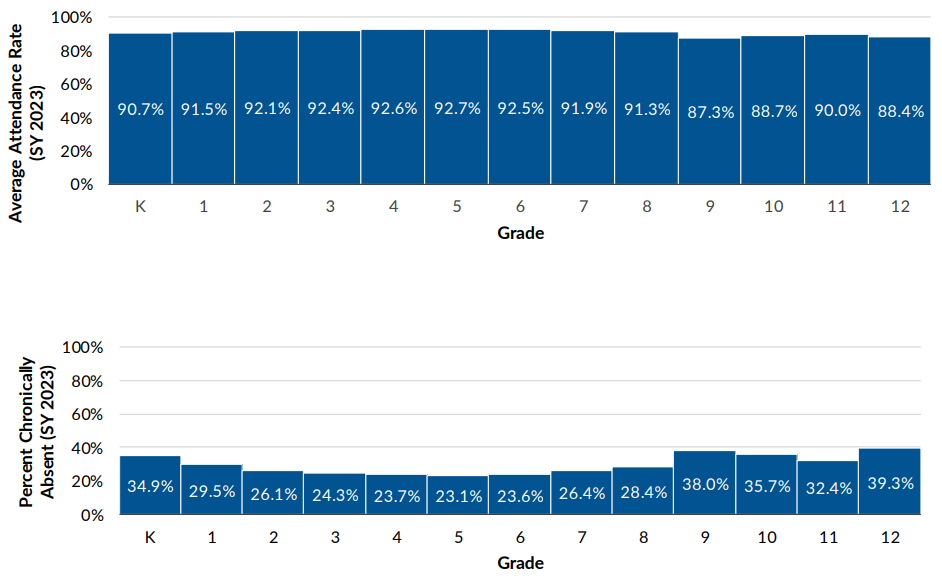 Average Attendance Rate
(SY 2023)
100%
80%
60%
40%
20%
0%
90.7% 91.5% 92.1% 92.4% 92.6% 92.7% 92.5% 91.9% 91.3% 87.3% 88.7% 90.0% 88.4%
K 1 2 3 4 5 6 7 8 9 10 11 12
Grade
Percent Chronically
Absent (SY 2023)
100%
80%
60%
40%
20%
0%
34.9% 29.5% 26.1% 24.3% 23.7% 23.1% 23.6% 26.4% 28.4% 38.0% 35.7% 32.4% 39.3%
K 1 2 3 4 5 6 7 8 9 10 11 12
Grade